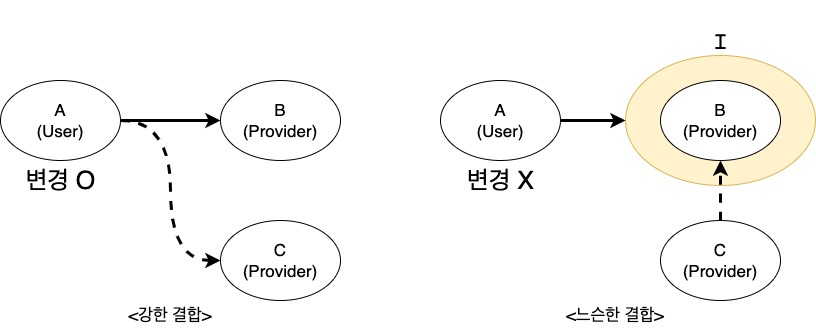 A
(User)
변경 O
B
(Provider)
C
(Provider)
<강한 결합>
I
A
(User)
변경 X
B
(Provider)
C
(Provider)
<느슨한 결합>